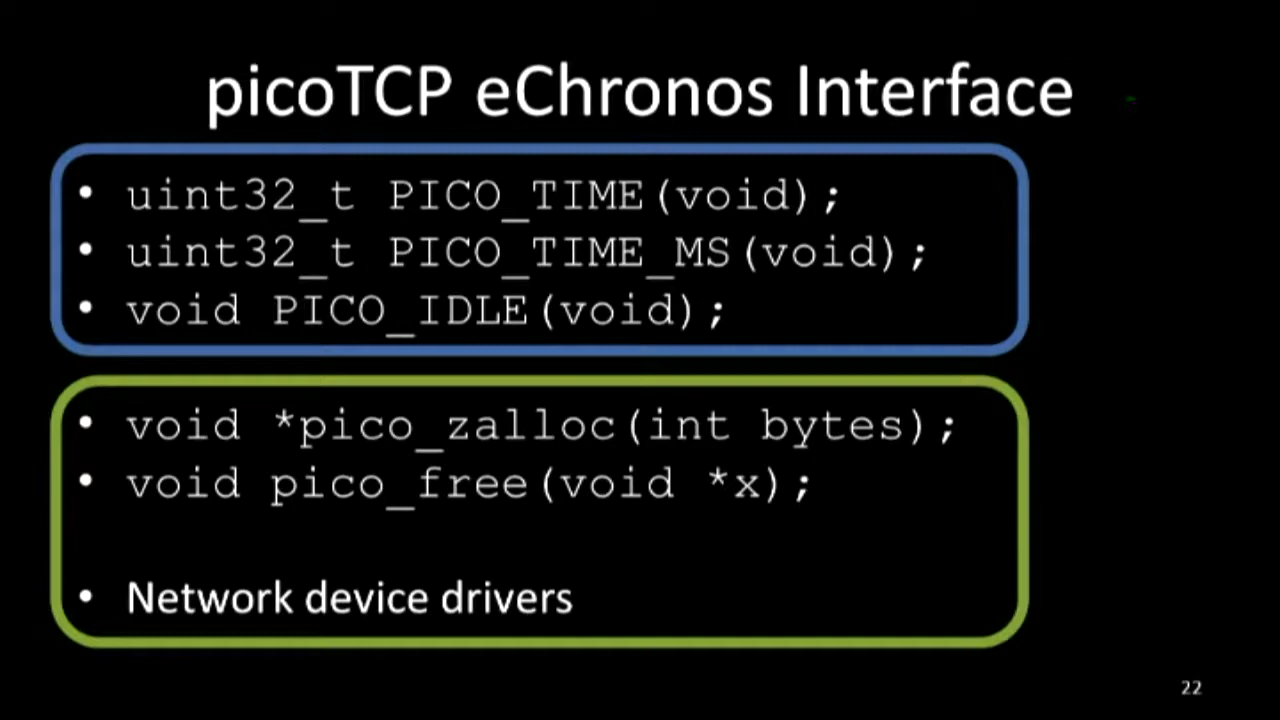 picoTCP eChronos Interface
• uint32_t PICO_TIME(void);
• uint32_t PICO_TIME_MS(void);
• void PICO_IDLE(void);
• void *pico_zalloc(int bytes);
• void pico_free(void *x);
• Network device drivers
22